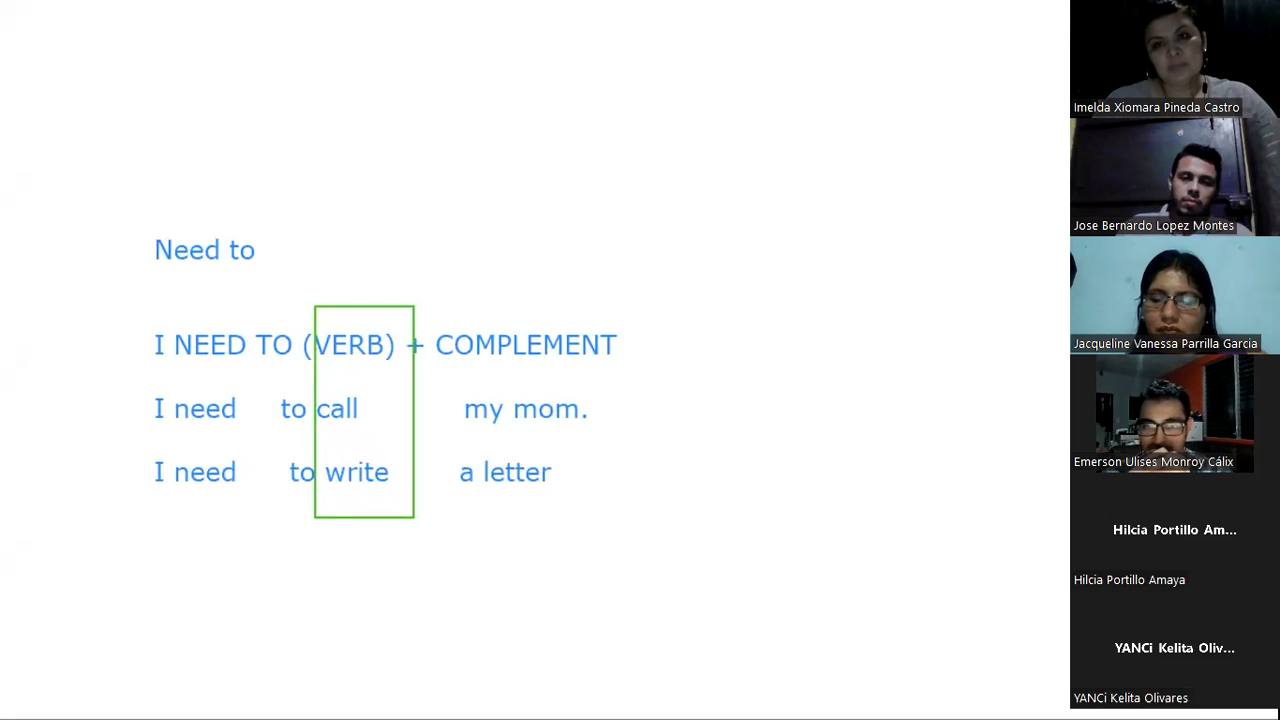 Need to
I NEED TO (VERB) + COMPLEMENT
I need to call my mom.
I need to write a letter
Imelda Xiomara Pineda Castro
Jose Bernardo Lopez Montes
Jacqueline Vanessa Parrilla Garcia
Emerson Ulises Monroy Cálix
Hilcia Portillo Am...
Hilcia Portillo Amaya
YANCi Kelita Oliv...
YANCi Kelita Olivares